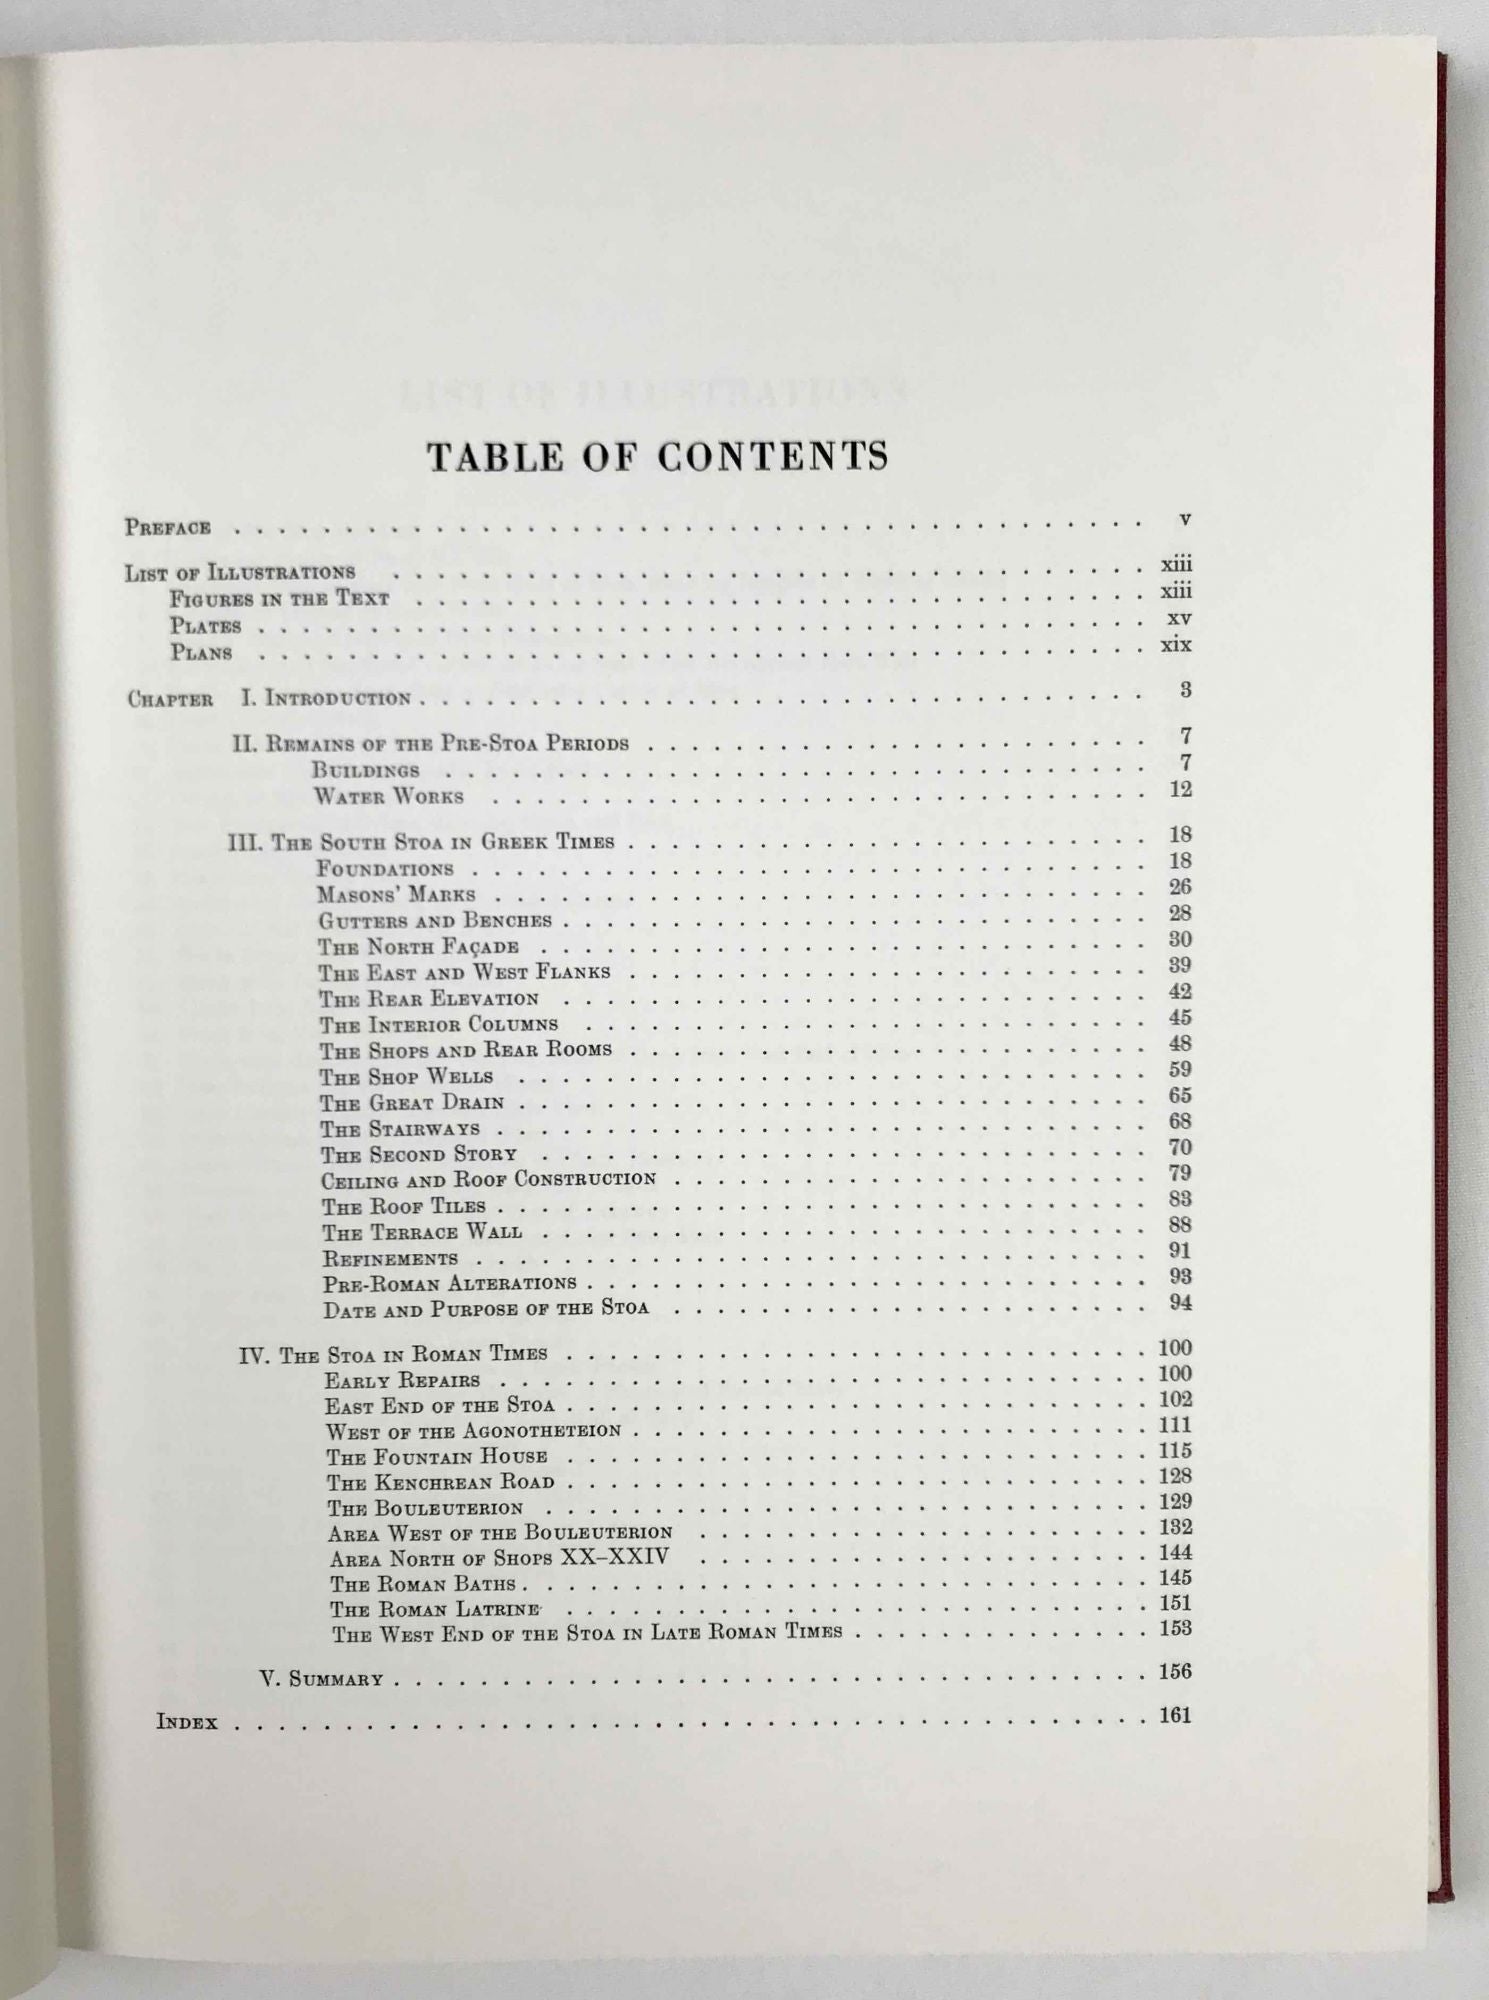 TABLE OF CONTENTS
PREFACE . . . . . . . . . . v
LIST OF ILLUSTRATIONS . . . . . . . . . . xiii
FIGURES IN THE TEXT . . . . . . . . . . xiii
PLATES . . . . . . . . . . xv
PLANS . . . . . . . . . . xix
CHAPTER I. INTRODUCTION . . . . . . . . . . 3
II. REMAINS OF THE PRE-STOA PERIODS . . . . . . . . . . 7
BUILDINGS . . . . . . . . . . 7
WATER WORKS . . . . . . . . . . 12
III. THE SOUTH STOA IN GREEK TIMES . . . . . . . . . . 18
FOUNDATIONS . . . . . . . . . . 18
MASONS' MARKS . . . . . . . . . . 26
GUTTERS AND BENCHES . . . . . . . . . . 28
THE NORTH FAÇADE . . . . . . . . . . 30
THE EAST AND WEST FLANKS . . . . . . . . . . 39
THE REAR ELEVATION . . . . . . . . . . 42
THE INTERIOR COLUMNS . . . . . . . . . . 45
THE SHOPS AND REAR ROOMS . . . . . . . . . . 48
THE SHOP WELLS . . . . . . . . . . 59
THE GREAT DRAIN . . . . . . . . . . 65
THE STAIRWAYS . . . . . . . . . . 68
THE SECOND STORY . . . . . . . . . . 70
CEILING AND ROOF CONSTRUCTION . . . . . . . . . . 79
THE ROOF TILES . . . . . . . . . . 83
THE TERRACE WALL . . . . . . . . . . 88
REFINEMENTS . . . . . . . . . . 91
PRE-ROMAN ALTERATIONS . . . . . . . . . . 93
DATE AND PURPOSE OF THE STOA . . . . . . . . . . 94
IV. THE STOA IN ROMAN TIMES . . . . . . . . . . 100
EARLY REPAIRS . . . . . . . . . . 100
EAST END OF THE STOA . . . . . . . . . . 102
WEST OF THE AGONOTHETEION . . . . . . . . . . 111
THE FOUNTAIN HOUSE . . . . . . . . . . 115
THE KENCHREAN ROAD . . . . . . . . . . 128
THE BOULEUTERION . . . . . . . . . . 129
AREA WEST OF THE BOULEUTERION . . . . . . . . . . 132
AREA NORTH OF SHOPS XX–XXIV . . . . . . . . . . 144
THE ROMAN BATHS . . . . . . . . . . 145
THE ROMAN LATRINE . . . . . . . . . . 151
THE WEST END OF THE STOA IN LATE ROMAN TIMES . . . . . . . . . . 153
V. SUMMARY . . . . . . . . . . 156
INDEX . . . . . . . . . . 161